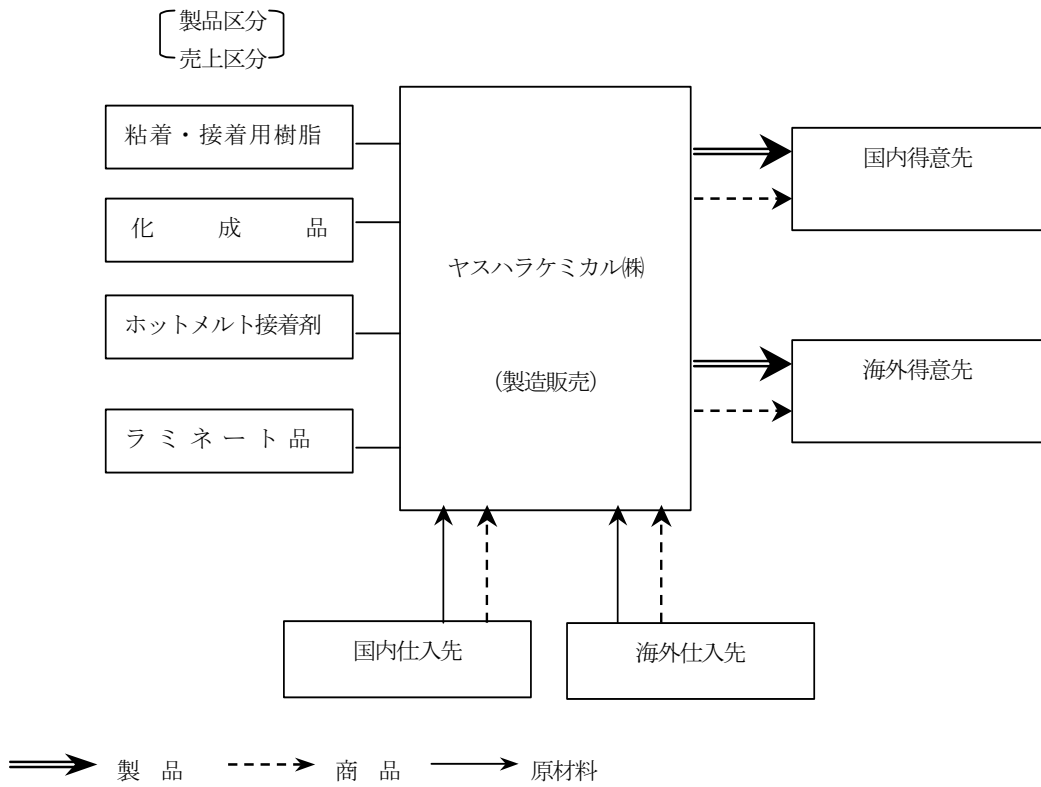 製品区分
売上区分
粘着・接着用樹脂
化成品
ホットメルト接着剤
ラミネート品
ヤスハラケミカル㈱
(製造販売)
国内得意先
海外得意先
国内仕入先
海外仕入先
製品 商品 原材料